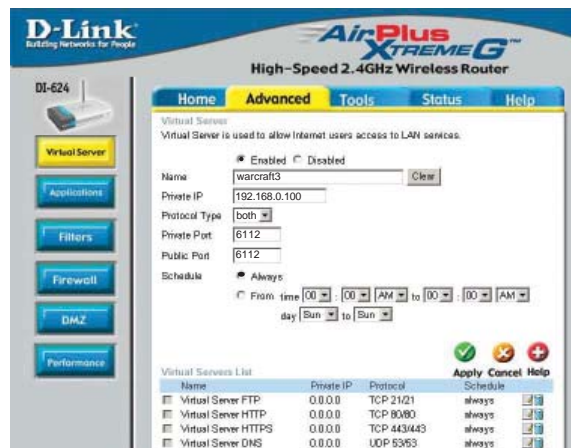 D-Link
Building Networks for People
AirPlus
XTREME G™
High-Speed 2.4GHz Wireless Router
DI-624
Home Advanced Tools Status Help
Virtual Server
Applications
Filters
Firewall
DMZ
Performance
Virtual Server
Virtual Server is used to allow Internet users access to LAN services.
Enabled Disabled
Name warcraft3 Clear
Private IP 192.168.0.100
Protocol Type both
Private Port 6112
Public Port 6112
Schedule Always
From time 00 : 00 AM to 00 : 00 AM
day Sun to Sun
Apply Cancel Help
Virtual Servers List
Name Private IP Protocol Schedule
Virtual Server FTP 0.0.0.0 TCP 21/21 always
Virtual Server HTTP 0.0.0.0 TCP 80/80 always
Virtual Server HTTPS 0.0.0.0 TCP 443/443 always
Virtual Server DNS 0.0.0.0 UDP 53/53 always